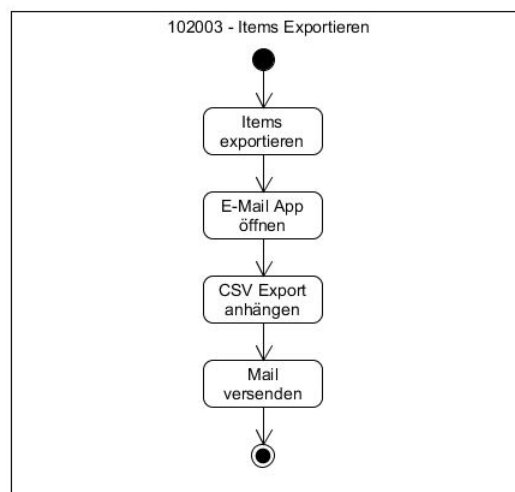 102003 - Items Exportieren
Items
exportieren
E-Mail App
öffnen
CSV Export
anhängen
Mail
versenden